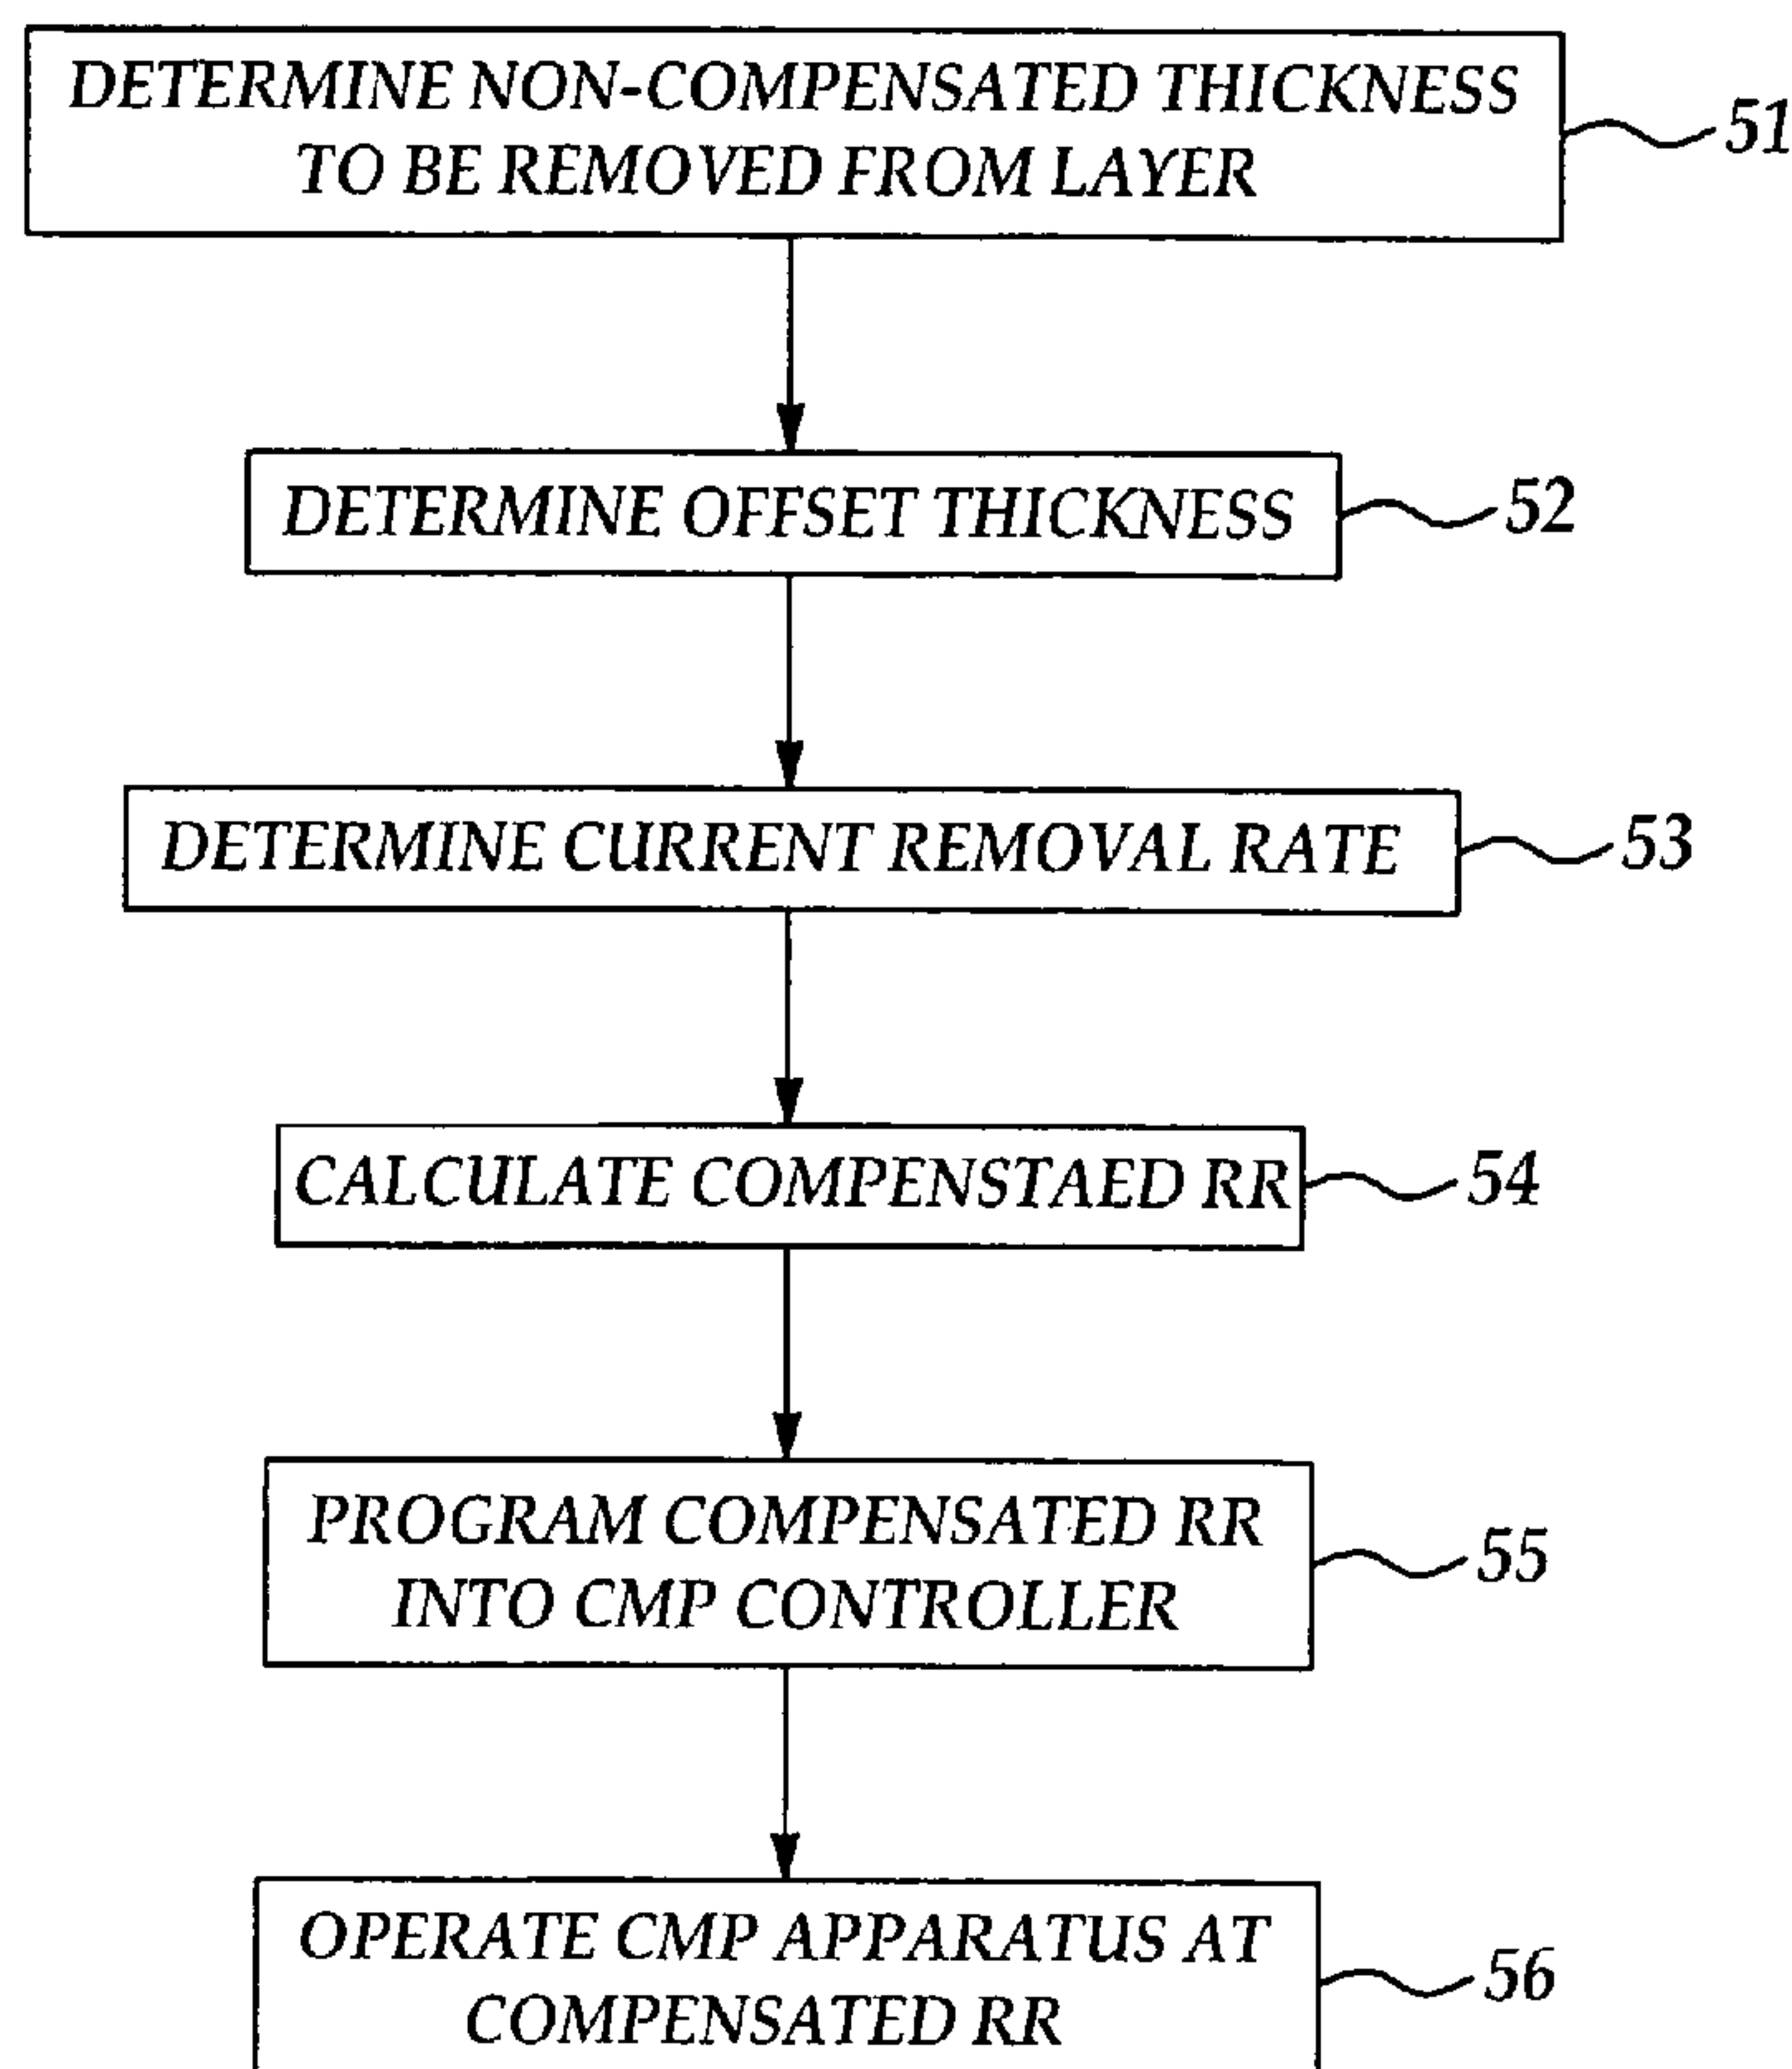 DETERMINE NON-COMPENSATED THICKNESS
TO BE REMOVED FROM LAYER
51
DETERMINE OFFSET THICKNESS
52
DETERMINE CURRENT REMOVAL RATE
53
CALCULATE COMPENSTAED RR
54
PROGRAM COMPENSATED RR
INTO CMP CONTROLLER
55
OPERATE CMP APPARATUS AT
COMPENSATED RR
56